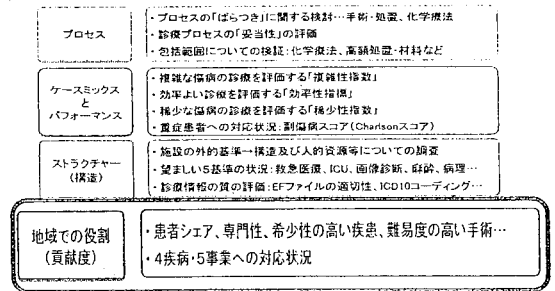 プロセス
・プロセスの「ばらつき」に関する検討…手術・処置、化学療法
・診療プロセスの「妥当性」の評価
・包括範囲についての検証:化学療法、高額処置・材料など
ケースミックス
と
パフォーマンス
・複雑な傷病の診療を評価する「複雑性指数」
・効率よい診療を評価する「効率性指標」
・稀少な傷病の診療を評価する「稀少性指数」
・重症患者への対応状況:副傷病スコア(Charlsonスコア)
ストラクチャー
(構造)
・施設の外的基準→構造及び人的資源等についての調査
・望ましい5基準の状況:救急医療、ICU、画像診断、麻酔、病理…
・診療情報の質の評価:EFファイルの適切性、ICD10コーディング…
地域での役割
(貢献度)
・患者シェア、専門性、希少性の高い疾患、難易度の高い手術…
・4疾病・5事業への対応状況